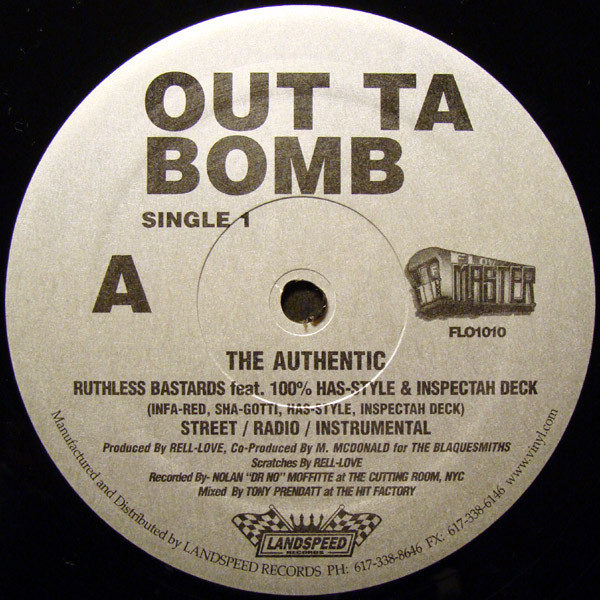 OUT TA
BOMB
SINGLE 1
A
MASTER
FLO1010
THE AUTHENTIC
RUTHLESS BASTARDS feat. 100% HAS-STYLE & INSPECTAH DECK
(INFA-RED, SHA-GOTTI, HAS-STYLE, INSPECTAH DECK)
STREET / RADIO / INSTRUMENTAL
Produced By RELL-LOVE, Co-Produced By M. MCDONALD for THE BLAQUESMITHS
Scratches By RELL-LOVE
Recorded By- NOLAN "DR NO" MOFFITTE at THE CUTTING ROOM, NYC
Mixed By TONY PRENDATT at THE HIT FACTORY
LANDSPEED
RECORDS
Manufactured and Distributed by LANDSPEED RECORDS PH: 617-338-8646 FX: 617-338-6146 www.vinyl.com